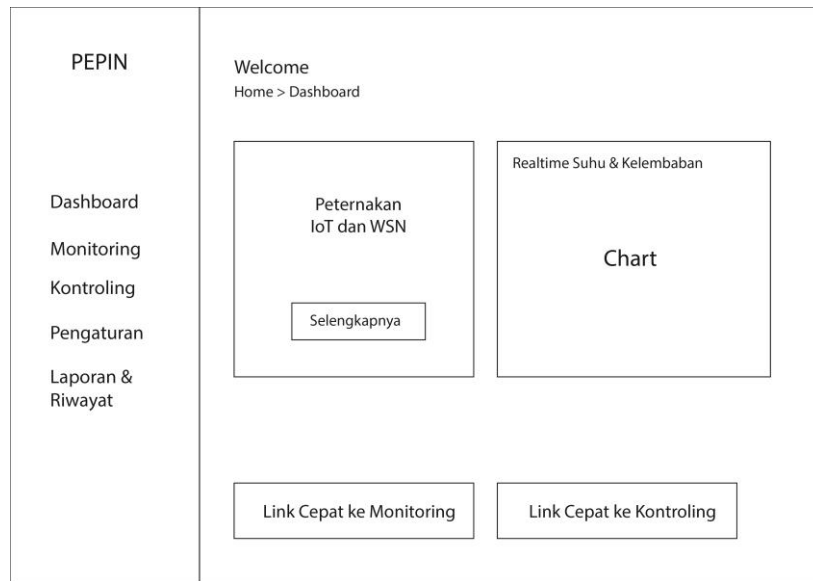 PEPIN
Dashboard
Monitoring
Kontroling
Pengaturan
Laporan &
Riwayat
Welcome
Home > Dashboard
Peternakan
IoT dan WSN
Selengkapnya
Realtime Suhu & Kelembaban
Chart
Link Cepat ke Monitoring
Link Cepat ke Kontroling